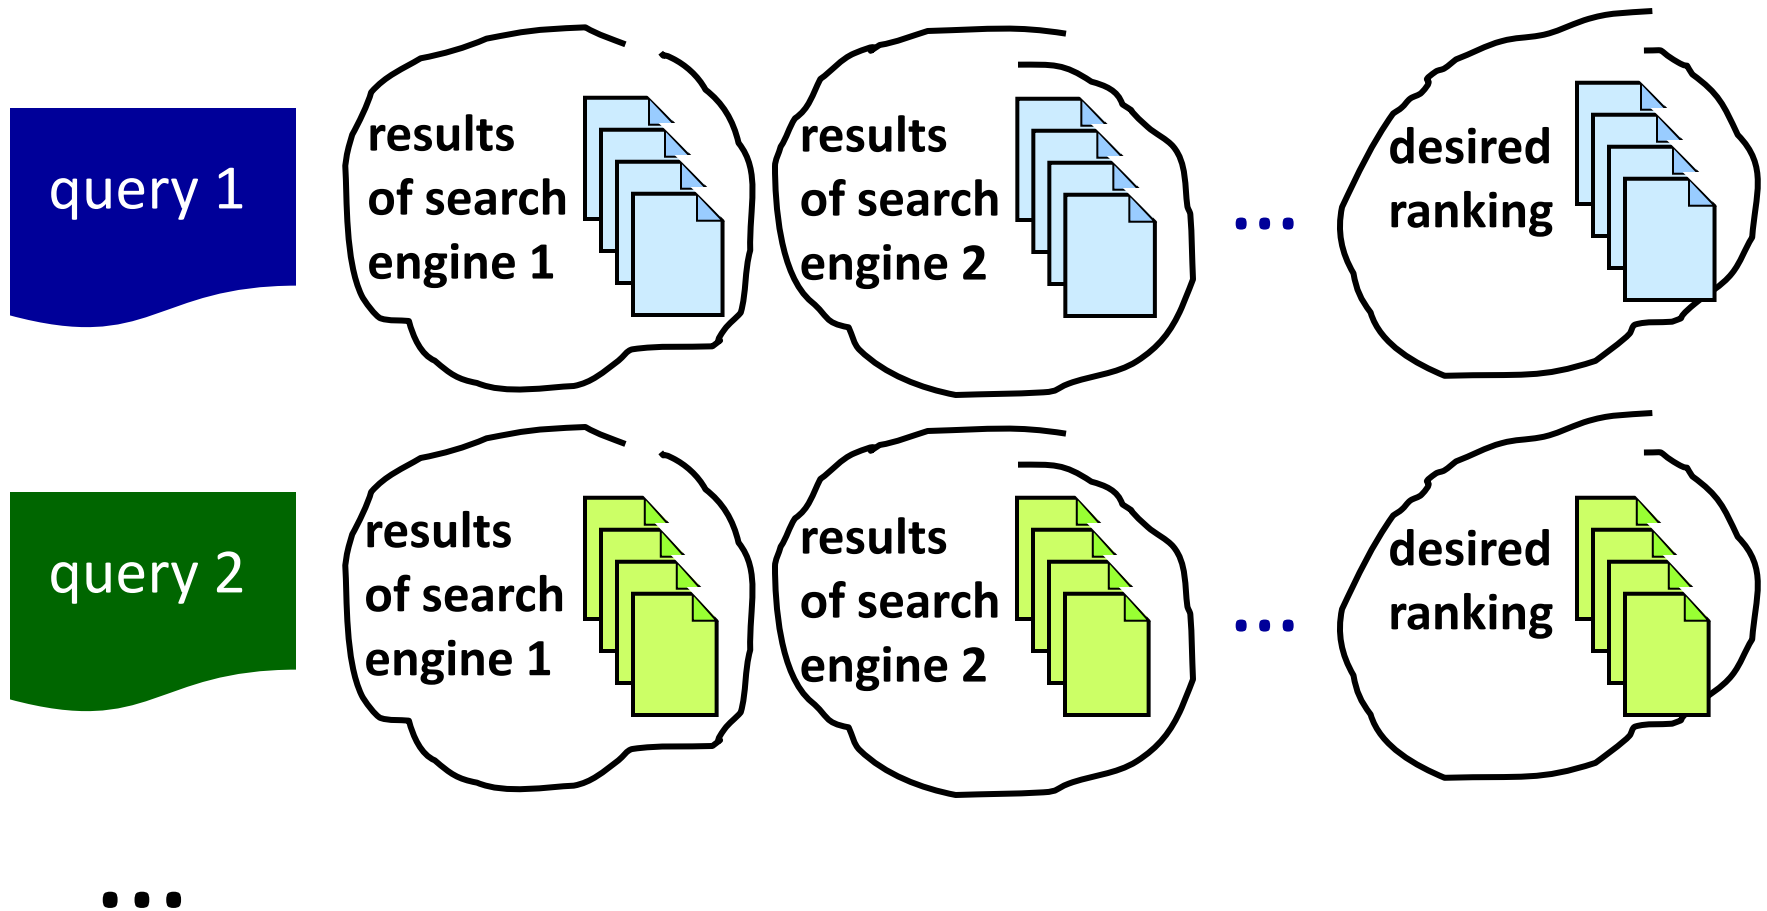 query 1
results
of search
engine 1
results
of search
engine 2
...
desired
ranking
query 2
results
of search
engine 1
results
of search
engine 2
...
desired
ranking
...